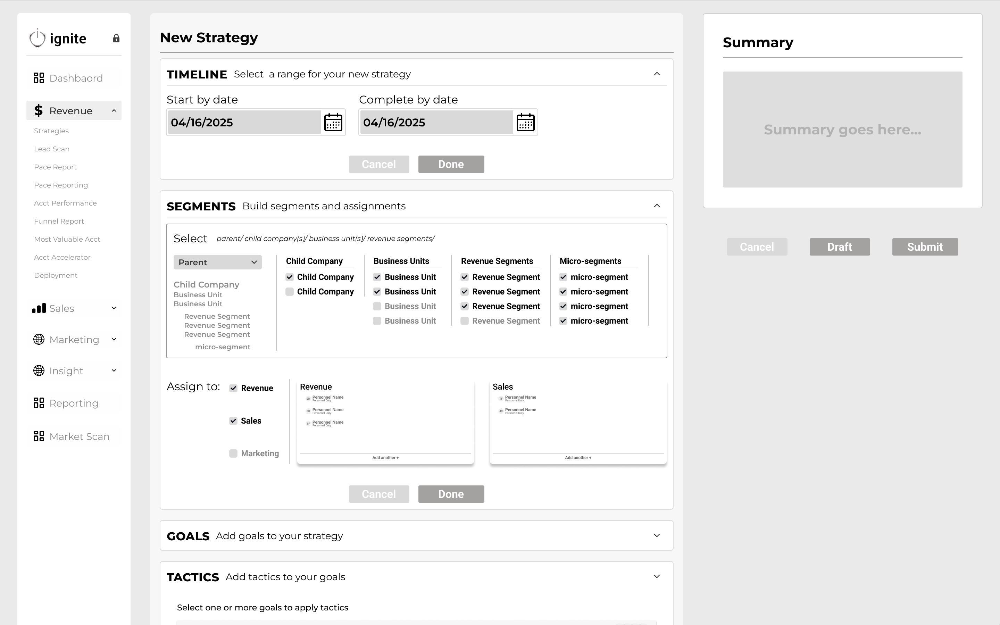 ignite
Dashbaord
Revenue
Strategies
Lead Scan
Pace Report
Pace Reporting
Acct Performance
Funnel Report
Most Valuable Acct
Acct Accelerator
Deployment
Sales
Marketing
Insight
Reporting
Market Scan
New Strategy
TIMELINE Select a range for your new strategy
Start by date
04/16/2025
Complete by date
04/16/2025
Cancel
Done
SEGMENTS Build segments and assignments
Select parent/ child company(s)/ business unit(s)/ revenue segments/
Parent
Child Company
Business Unit
Business Unit
Revenue Segment
Revenue Segment
Revenue Segment
micro-segment
Child Company
Child Company
Child Company
Business Units
Business Unit
Business Unit
Business Unit
Business Unit
Revenue Segments
Revenue Segment
Revenue Segment
Revenue Segment
Revenue Segment
Micro-segments
micro-segment
micro-segment
micro-segment
micro-segment
Assign to:
Revenue
Sales
Marketing
Revenue
SH Personnel Name
Personnel Duty
FR Personnel Name
Personnel Duty
TF Personnel Name
Personnel Duty
Add another +
Sales
TF Personnel Name
Personnel Duty
JC Personnel Name
Personnel Duty
Add another +
Cancel
Done
GOALS Add goals to your strategy
TACTICS Add tactics to your goals
Select one or more goals to apply tactics
Summary
Summary goes here...
Cancel
Draft
Submit